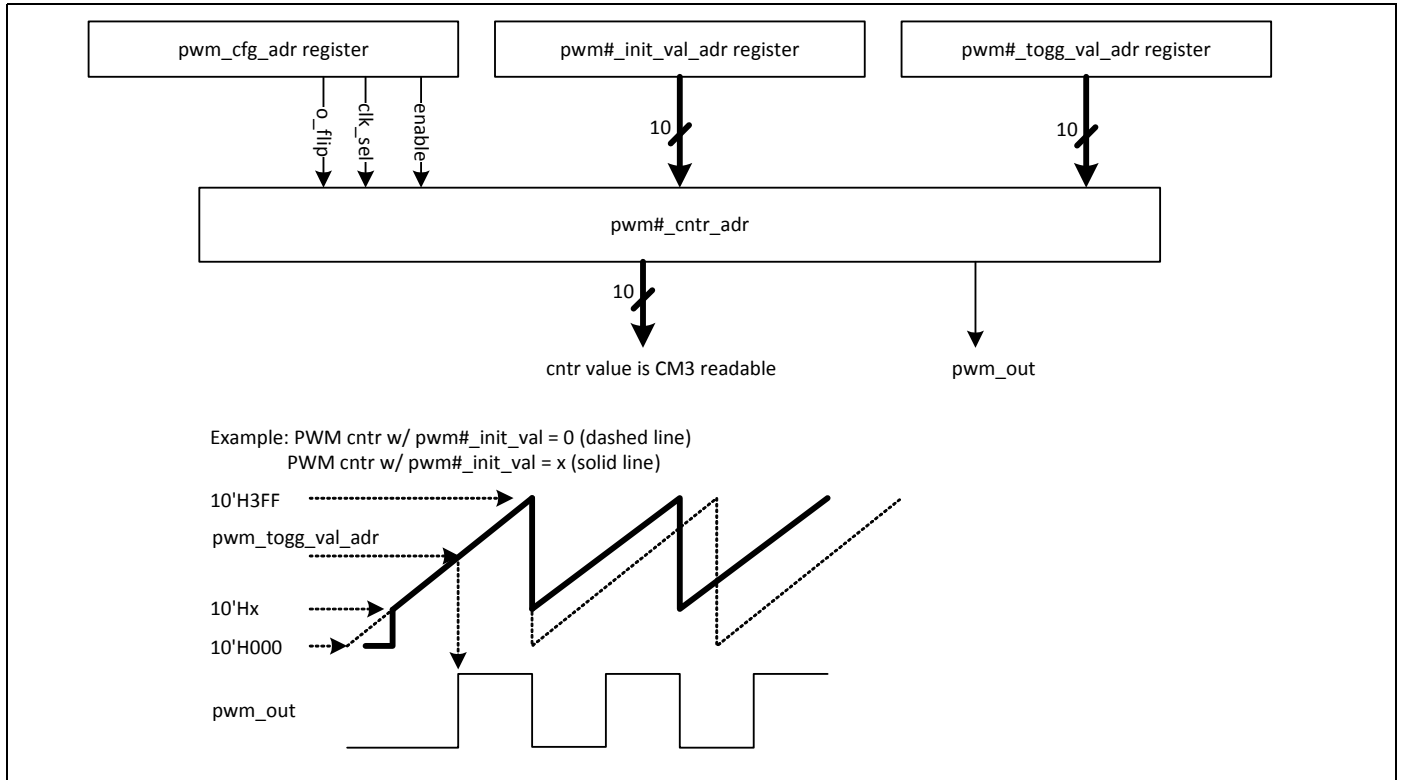 pwm_cfg_adr register
pwm#_init_val_adr register
pwm#_togg_val_adr register
o_flip
clk_sel
enable
10
10
pwm#_cntr_adr
10
cntr value is CM3 readable
pwm_out
Example: PWM cntr w/ pwm#_init_val = 0 (dashed line)
PWM cntr w/ pwm#_init_val = x (solid line)
10'H3FF
pwm_togg_val_adr
10'Hx
10'H000
pwm_out